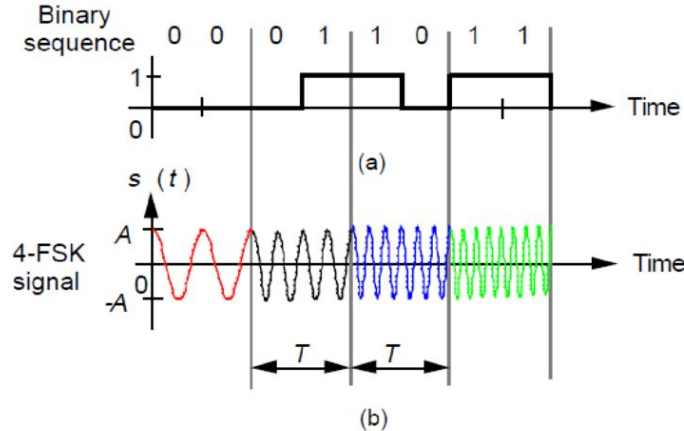 Binary
sequence 0 0 0 1 1 0 1 1
1
0
Time
(a)
s (t)
A
4-FSK
signal
0
-A
Time
T T
(b)